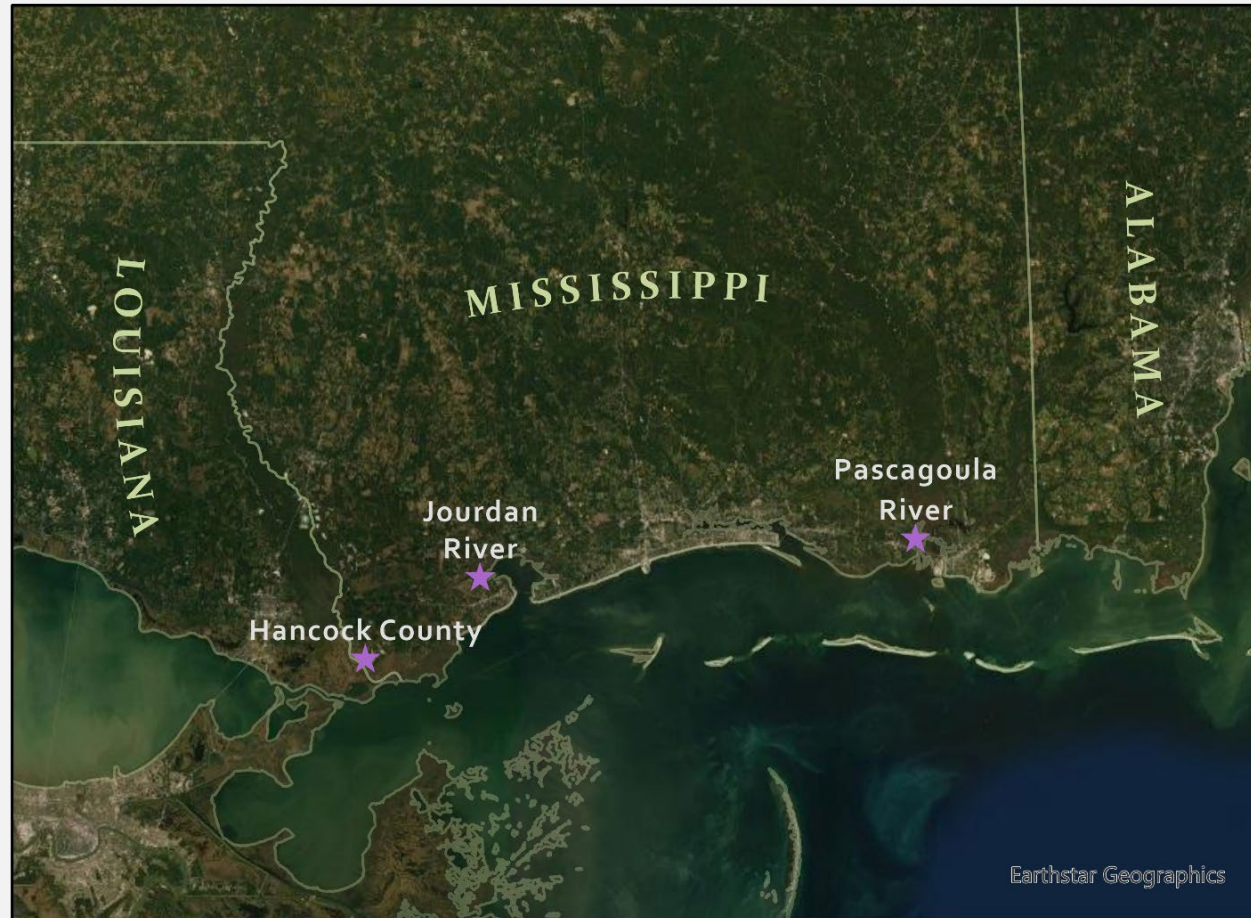 LOUISIANA
MISSISSIPPI
ALABAMA
Pascagoula
River
Jourdan
River
Hancock County
Earthstar Geographics